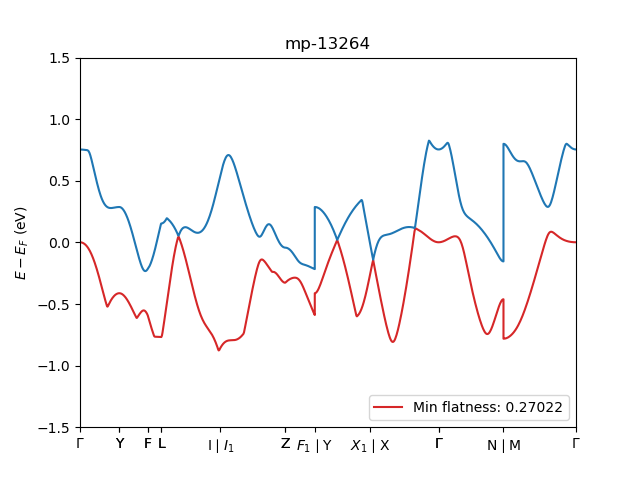 mp-13264
1.5
1.0
0.5
0.0
−0.5
−1.0
−1.5
E − E_F (eV)
Min flatness: 0.27022
Γ Y F L I | I_1 Z F_1 | Y X_1 | X Γ N | M Γ